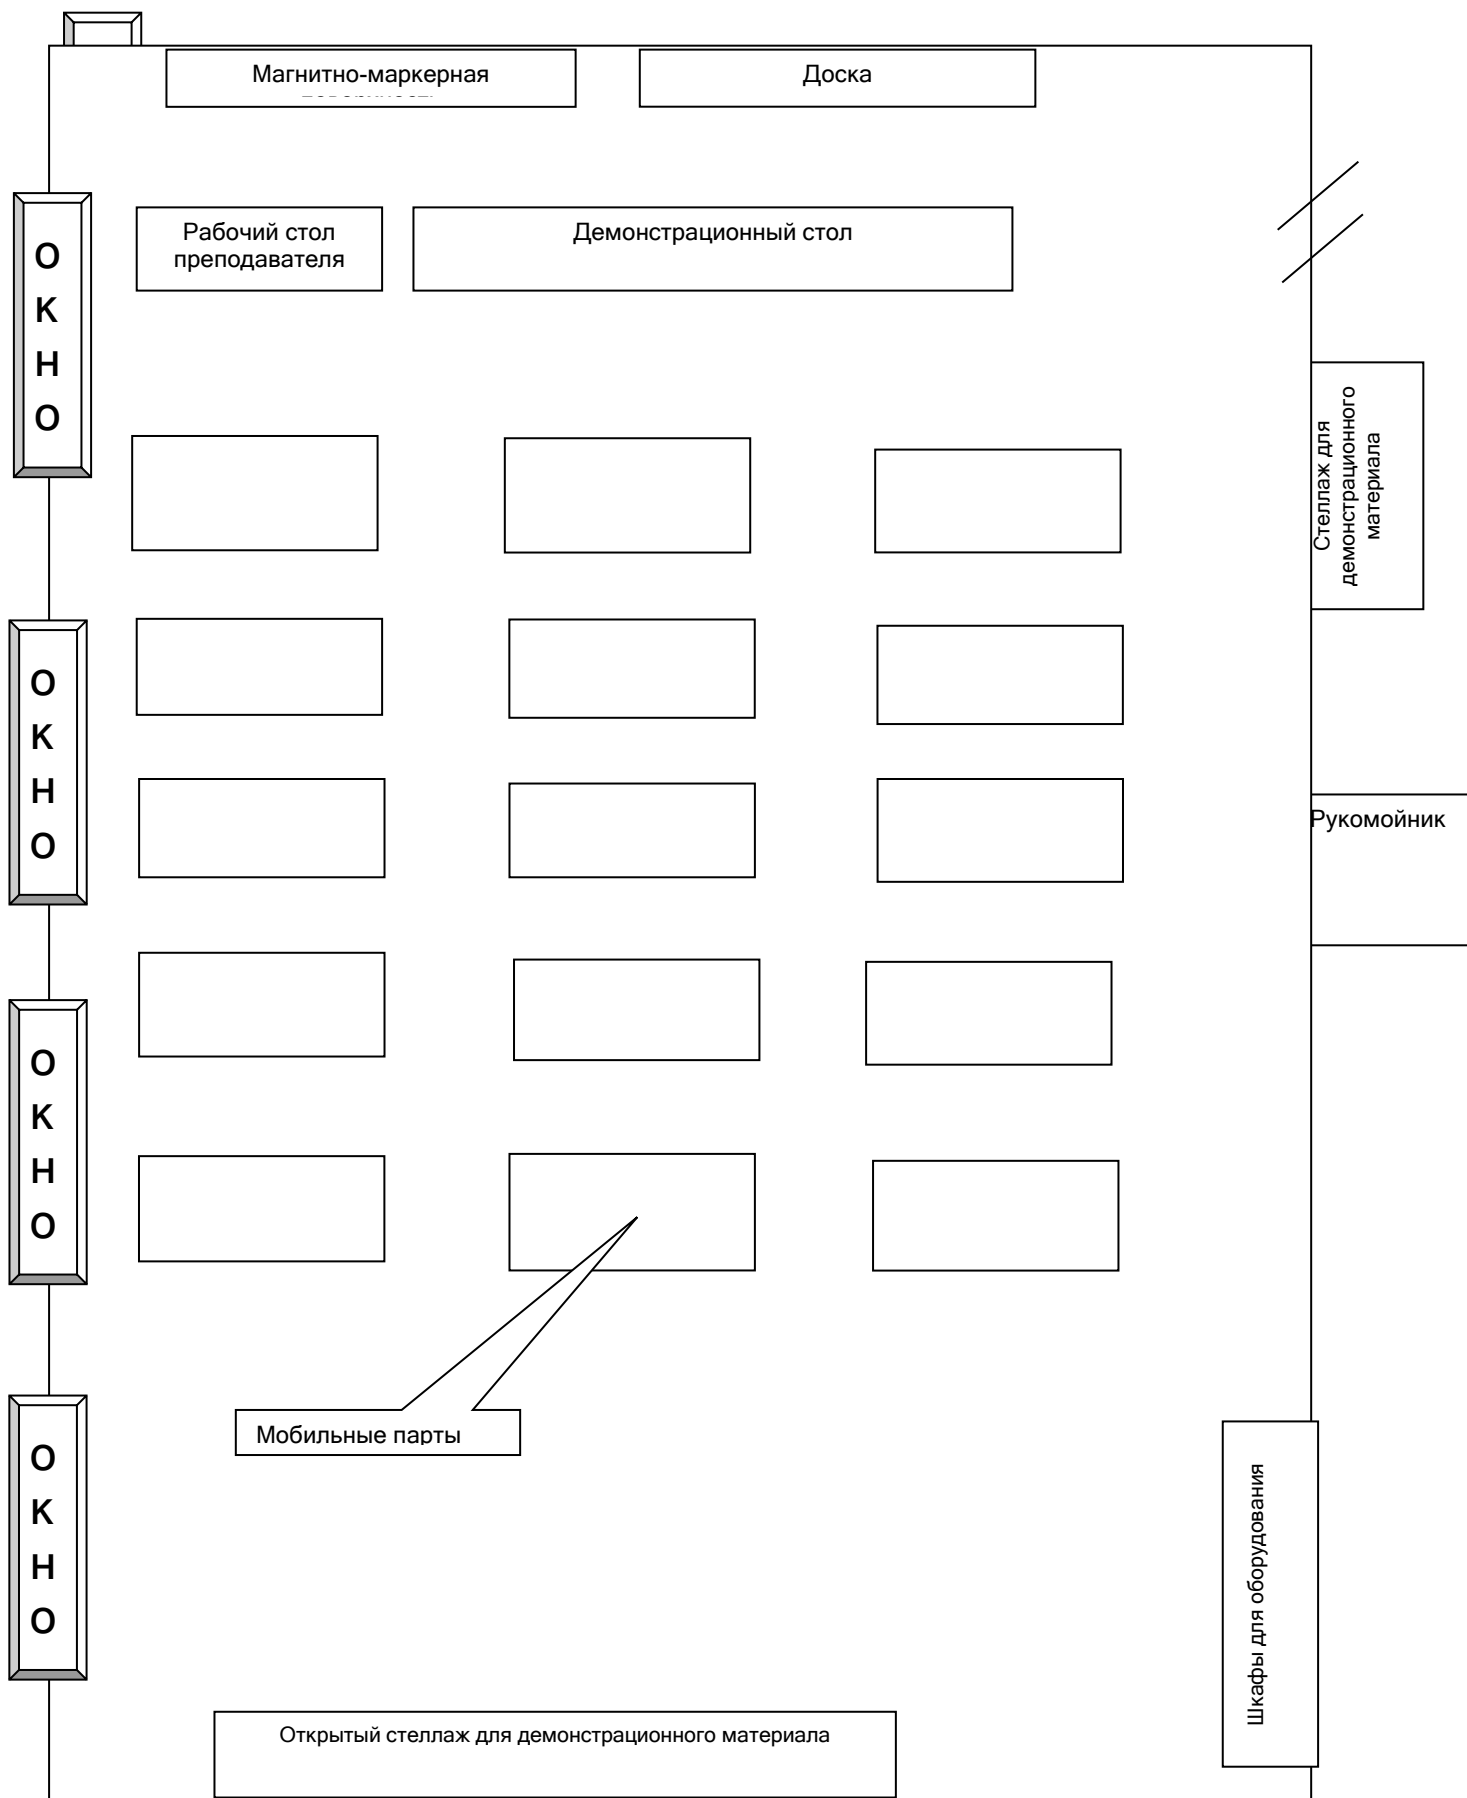 Магнитно-маркерная
Доска
Рабочий стол
преподавателя
Демонстрационный стол
О
К
Н
О
Стеллаж для
демонстрационного
материала
О
К
Н
О
Рукомойник
О
К
Н
О
Мобильные парты
О
К
Н
О
Шкафы для оборудования
Открытый стеллаж для демонстрационного материала